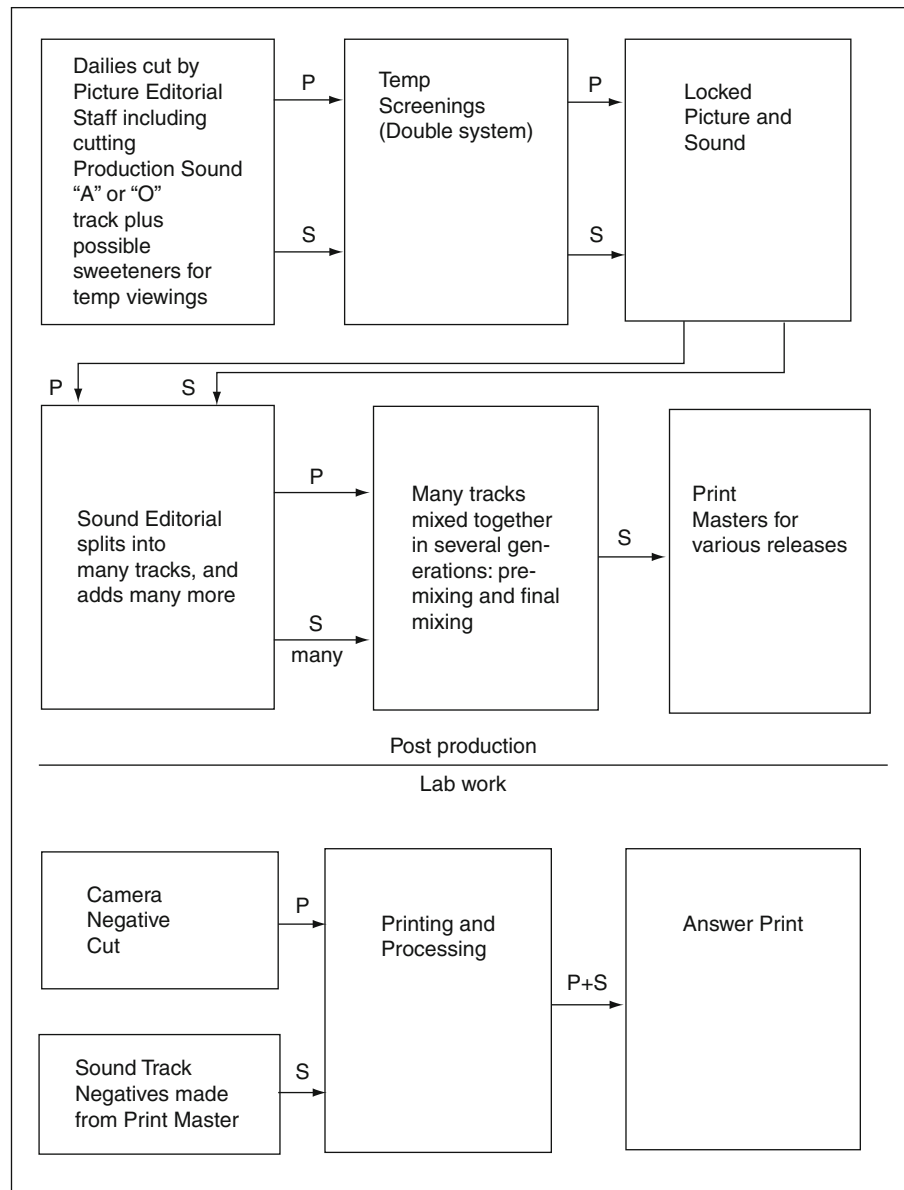 Dailies cut by
Picture Editorial
Staff including
cutting
Production Sound
“A” or “O”
track plus
possible
sweeteners for
temp viewings
P
S
Temp
Screenings
(Double system)
P
S
Locked
Picture and
Sound
P
S
Sound Editorial
splits into
many tracks, and
adds many more
P
S
many
Many tracks
mixed together
in several gen-
erations: pre-
mixing and final
mixing
S
Print
Masters for
various releases
Post production
Lab work
Camera
Negative
Cut
P
Sound Track
Negatives made
from Print Master
S
Printing and
Processing
P+S
Answer Print